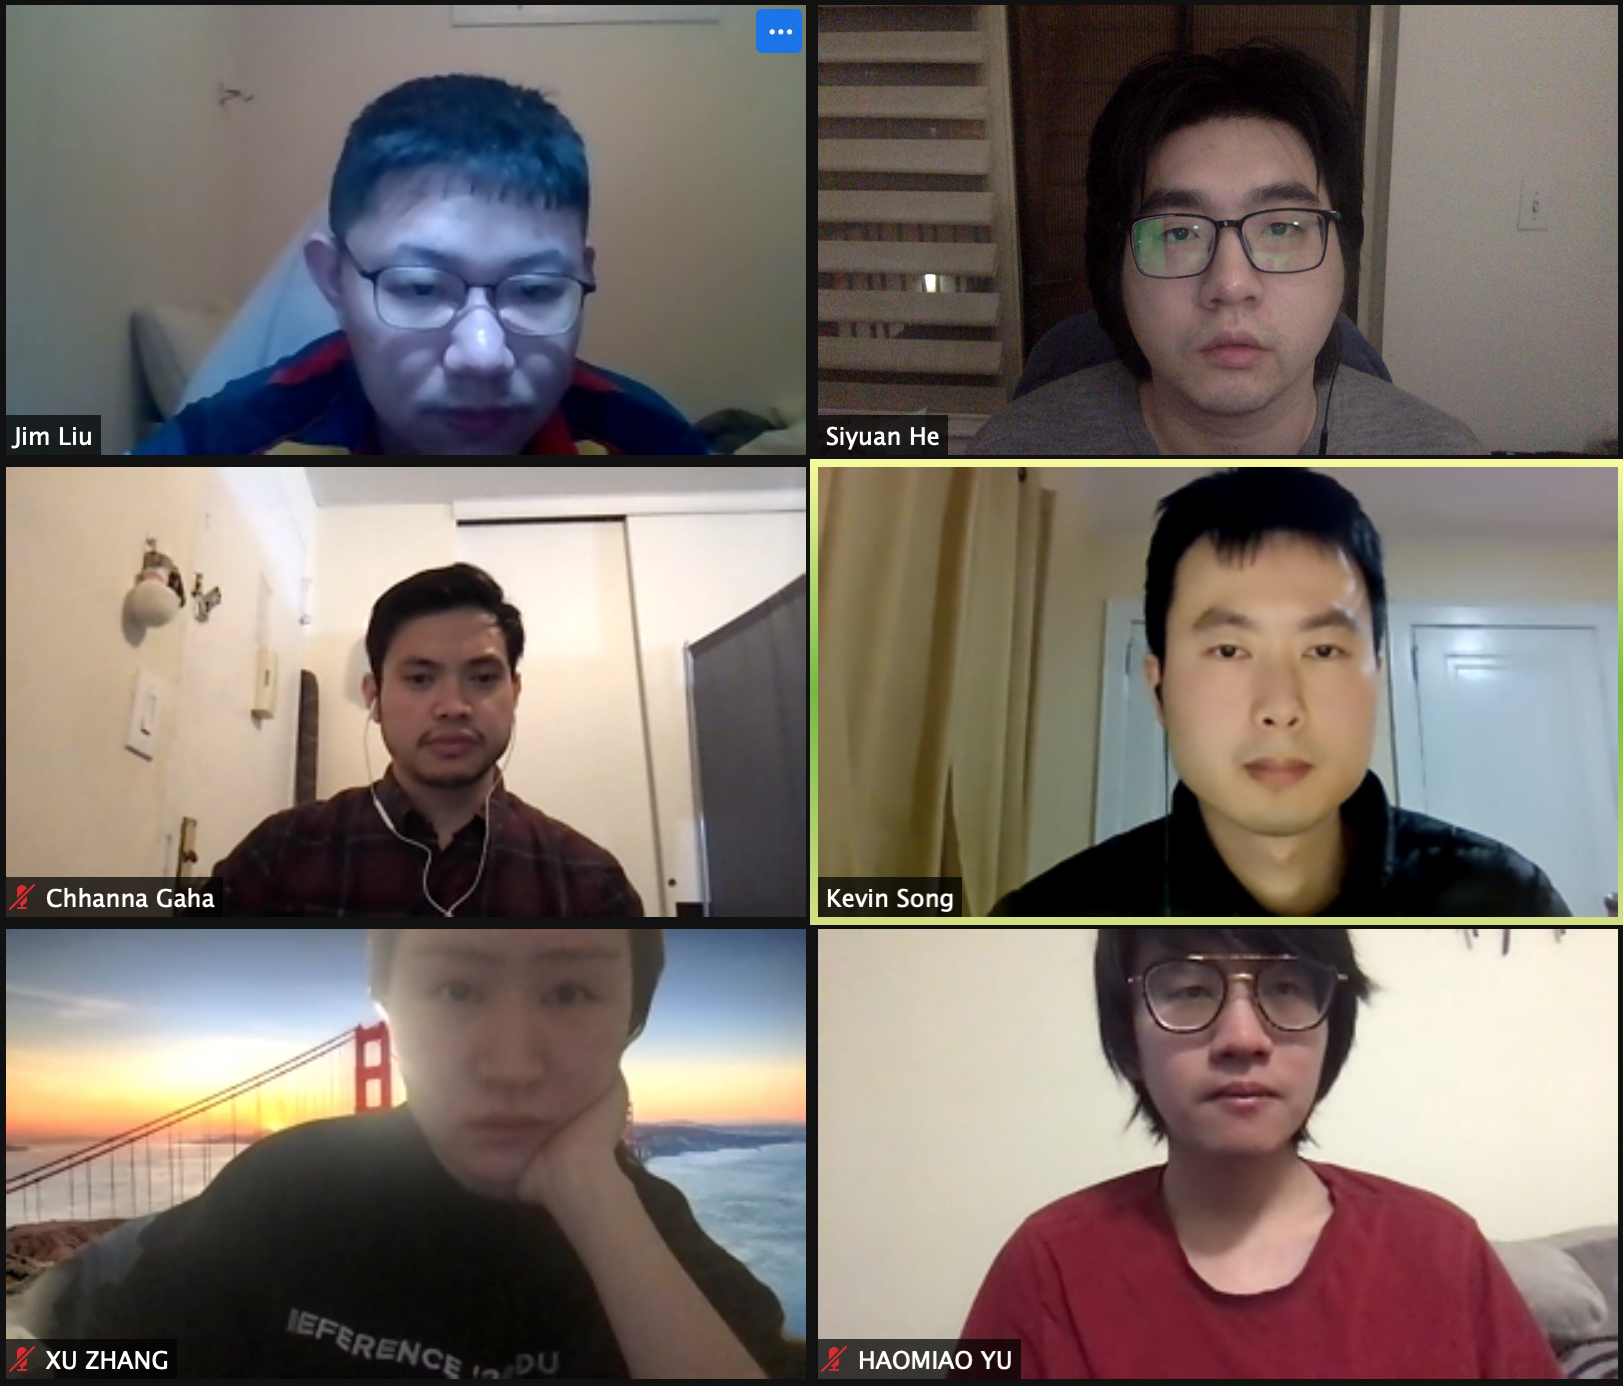 Jim Liu
Siyuan He
Chhanna Gaha
Kevin Song
XU ZHANG
HAOMIAO YU